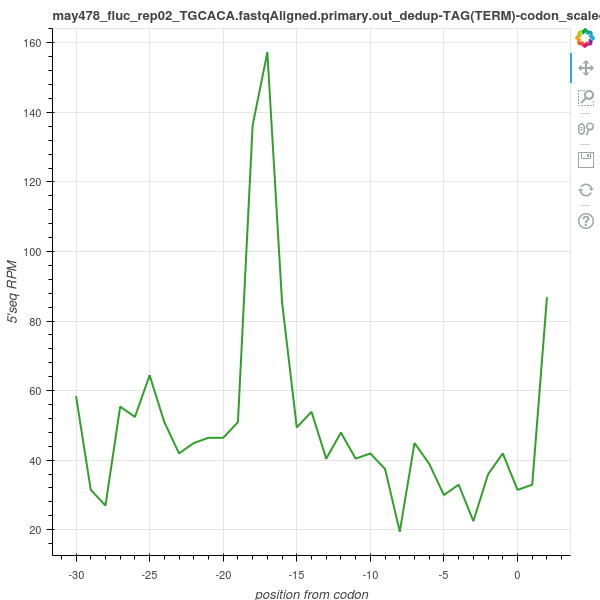 may478_fluc_rep02_TGCACA.fastqAligned.primary.out_dedup-TAG(TERM)-codon_scale
160
140
120
100
80
60
40
20
5'seq RPM
-30 -25 -20 -15 -10 -5 0
position from codon